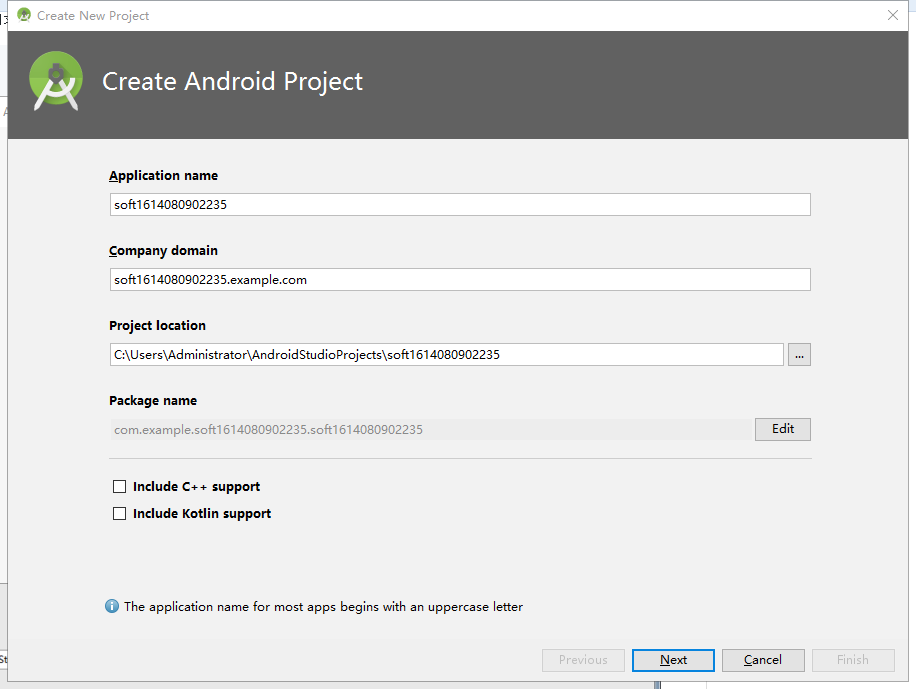 Create New Project
Create Android Project
Application name
soft1614080902235
Company domain
soft1614080902235.example.com
Project location
C:\Users\Administrator\AndroidStudioProjects\soft1614080902235
...
Package name
com.example.soft1614080902235.soft1614080902235
Edit
Include C++ support
Include Kotlin support
The application name for most apps begins with an uppercase letter
Previous Next Cancel Finish